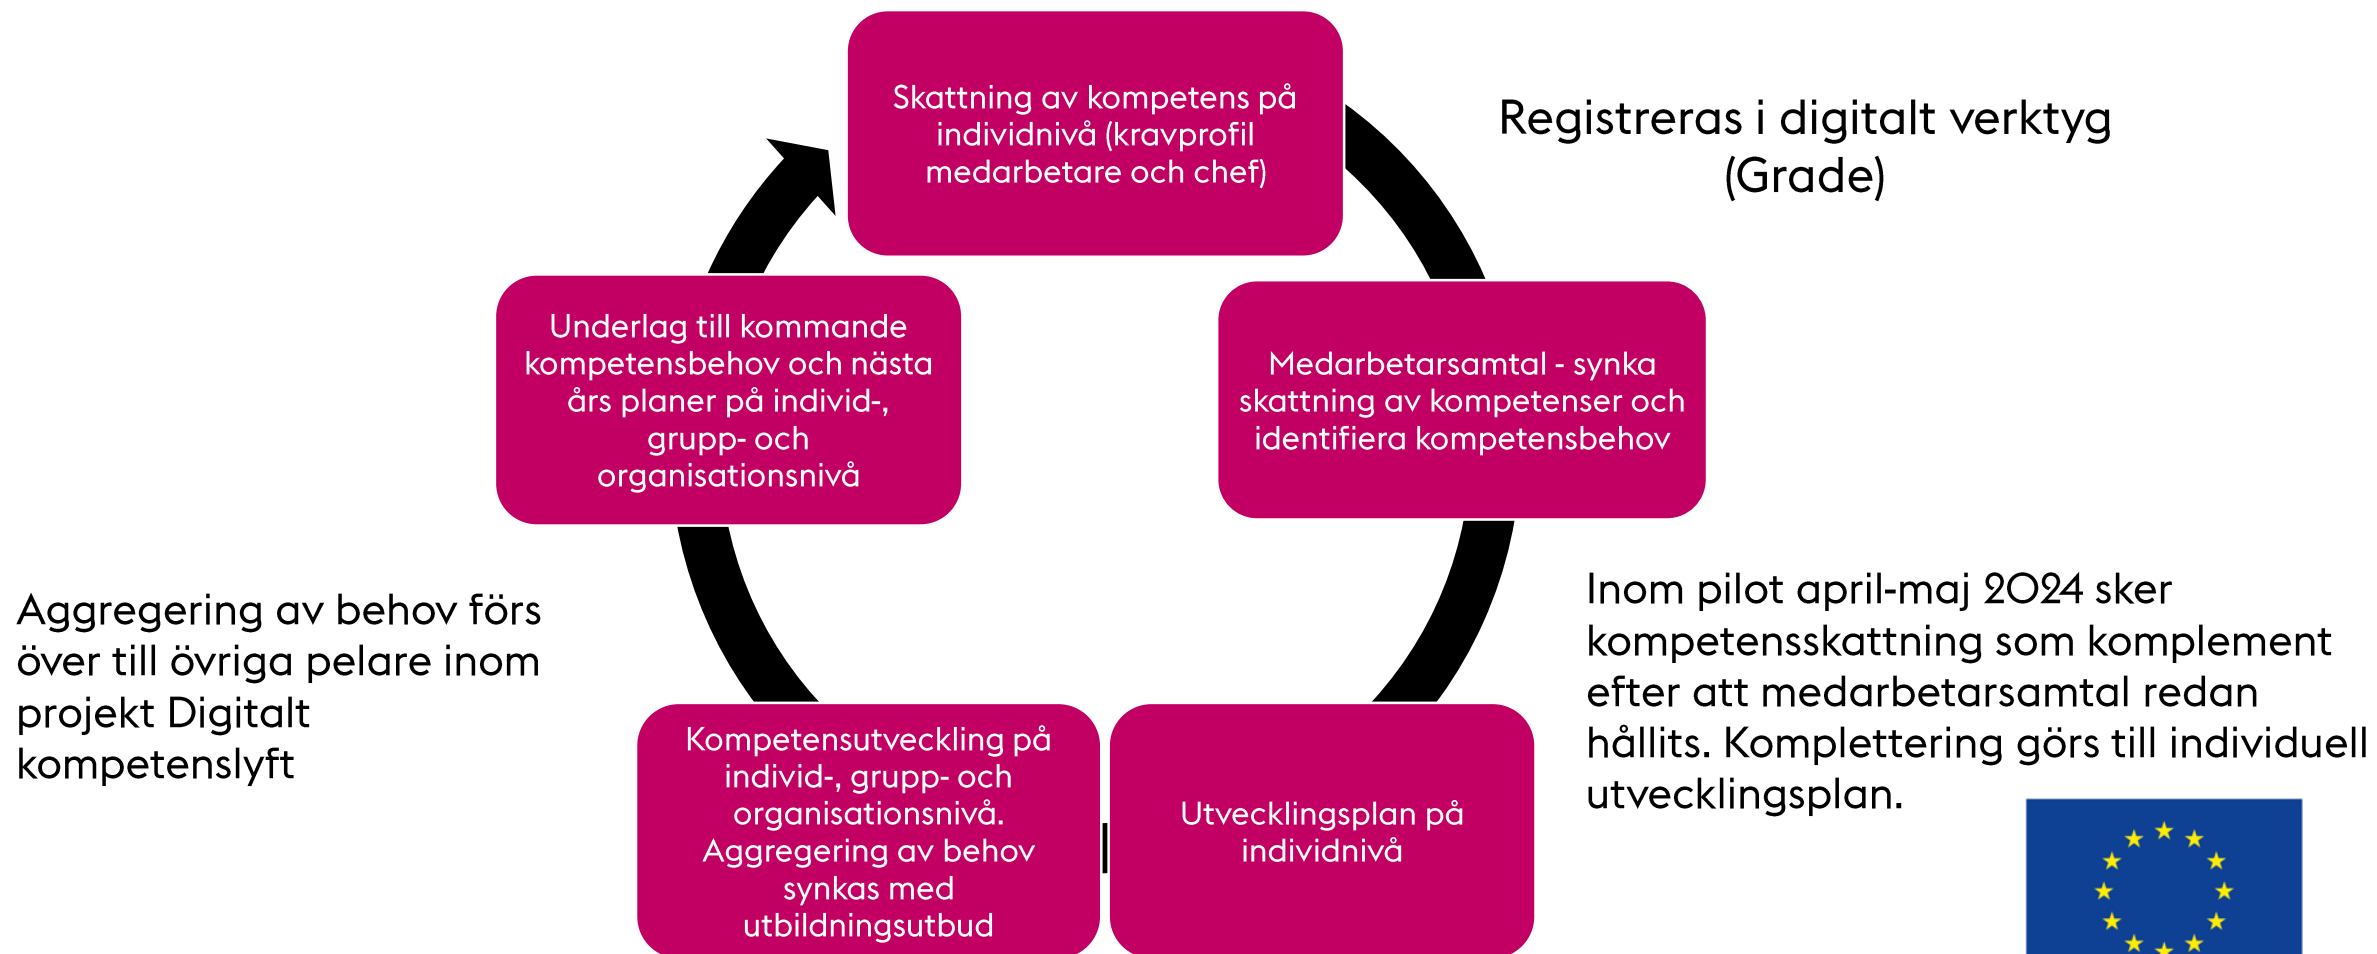 Skattning av kompetens på
individnivå (kravprofil
medarbetare och chef)
Registreras i digitalt verktyg
(Grade)
Underlag till kommande
kompetensbehov och nästa
års planer på individ-,
grupp- och
organisationsnivå
Medarbetarsamtal - synka
skattning av kompetenser och
identifiera kompetensbehov
Aggregering av behov förs
över till övriga pelare inom
projekt Digitalt
kompetenslyft
Inom pilot april-maj 2024 sker
kompetensskattning som komplement
efter att medarbetarsamtal redan
hållits. Komplettering görs till individuell
utvecklingsplan.
Kompetensutveckling på
individ-, grupp- och
organisationsnivå.
Aggregering av behov
synkas med
utbildningsutbud
Utvecklingsplan på
individnivå